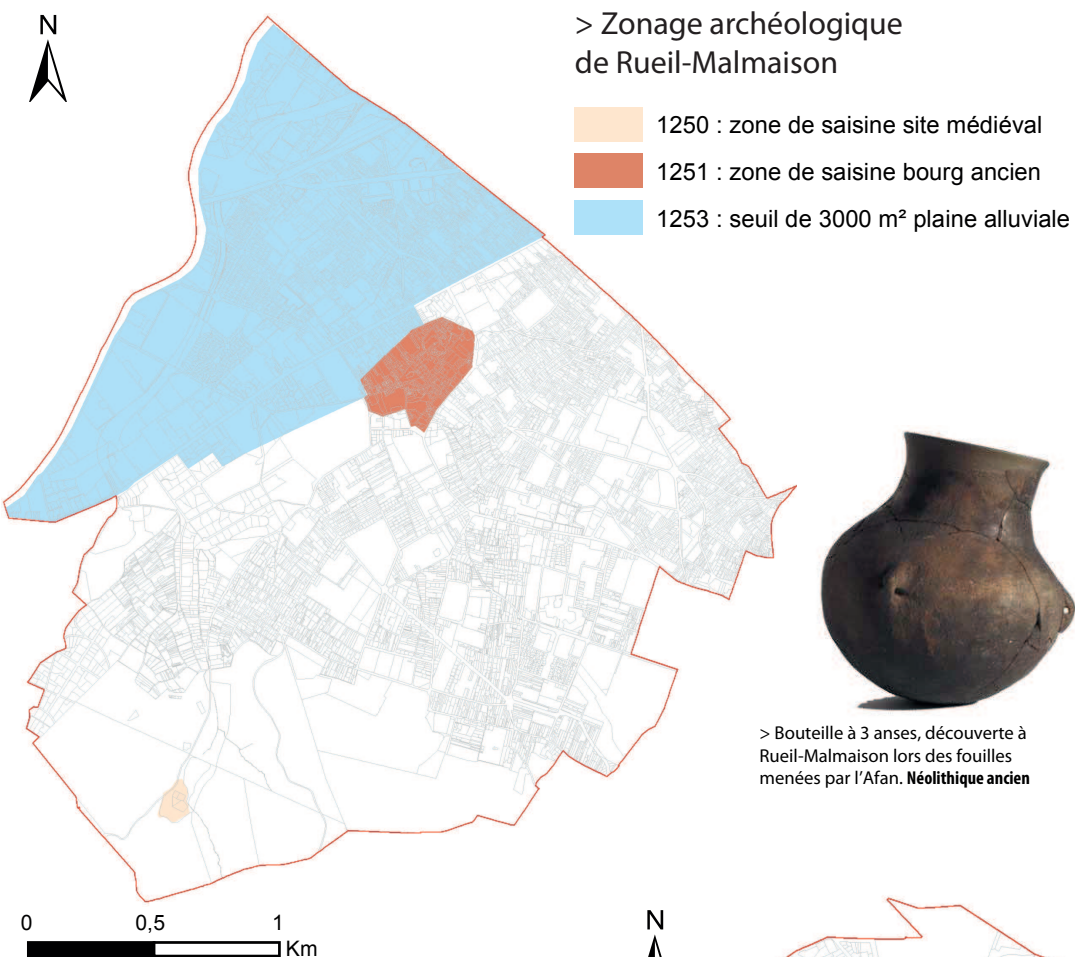 N
> Zonage archéologique
de Rueil-Malmaison
1250 : zone de saisine site médiéval
1251 : zone de saisine bourg ancien
1253 : seuil de 3000 m² plaine alluviale
> Bouteille à 3 anses, découverte à
Rueil-Malmaison lors des fouilles
menées par l'Afan. Néolithique ancien
0 0,5 1
Km
N